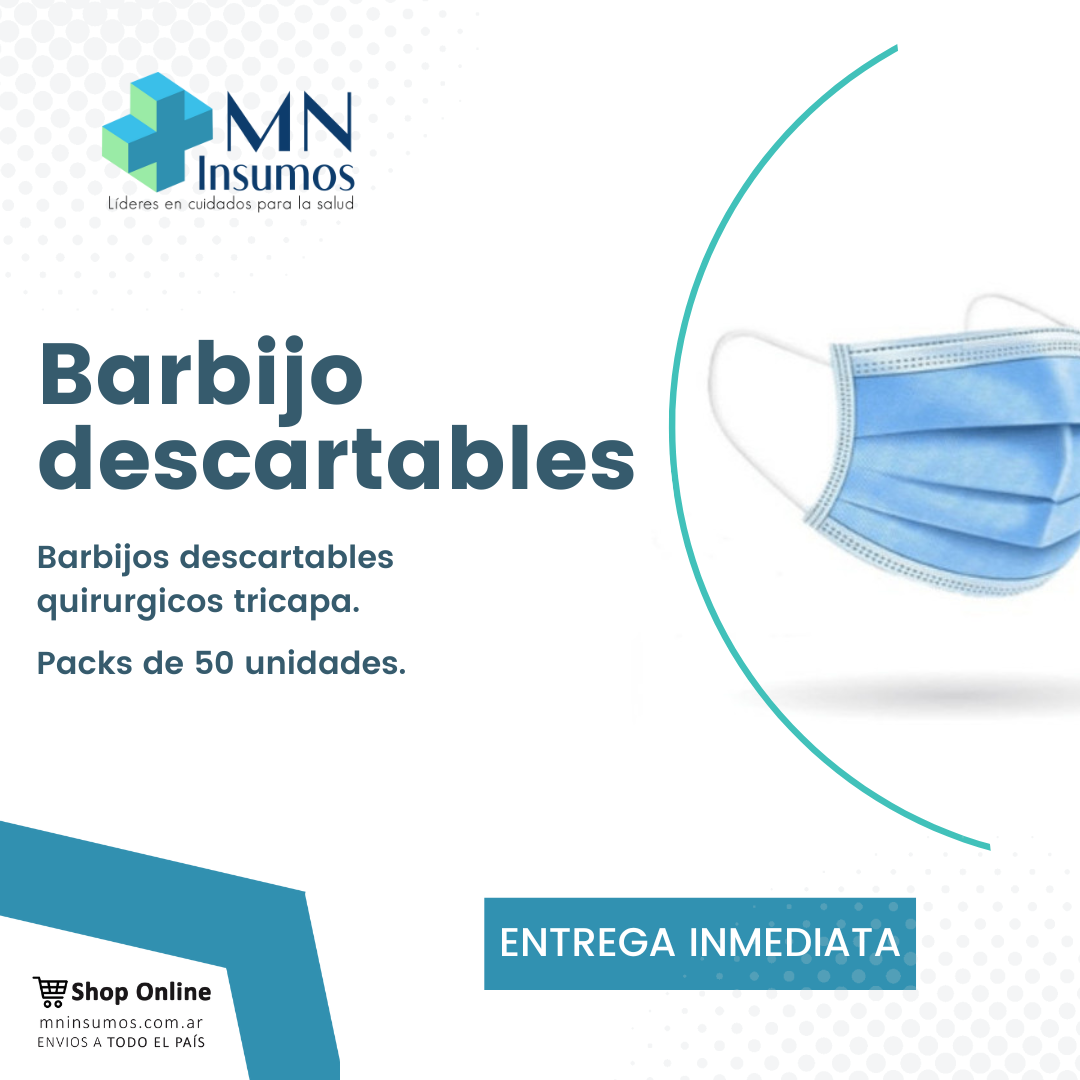 MN
Insumos
Líderes en cuidados para la salud
Barbijo
descartables
Barbijos descartables
quirurgicos tricapa.
Packs de 50 unidades.
ENTREGA INMEDIATA
Shop Online
mninsumos.com.ar
ENVIOS A TODO EL PAÍS